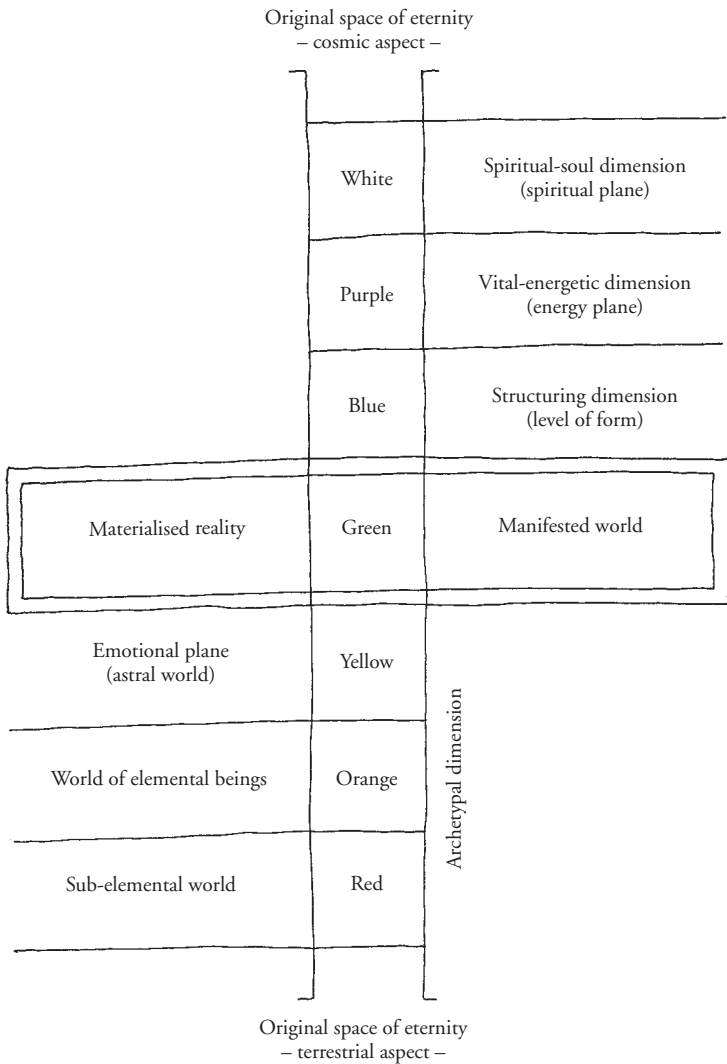 Original space of eternity
– cosmic aspect –
White
Spiritual-soul dimension
(spiritual plane)
Purple
Vital-energetic dimension
(energy plane)
Blue
Structuring dimension
(level of form)
Materialised reality
Green
Manifested world
Emotional plane
(astral world)
Yellow
World of elemental beings
Orange
Archetypal dimension
Sub-elemental world
Red
Original space of eternity
– terrestrial aspect –